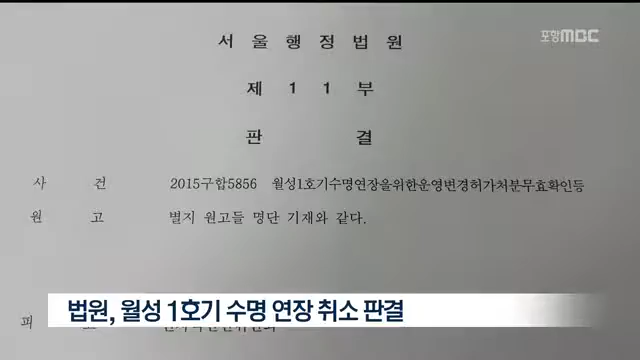 포항MBC
서울행정법원
제11부
판결
사건 2015구합5856 월성1호기수명연장을위한운영변경허가처분무효확인등
원고 별지 원고들 명단 기재와 같다.
법원, 월성 1호기 수명 연장 취소 판결
피